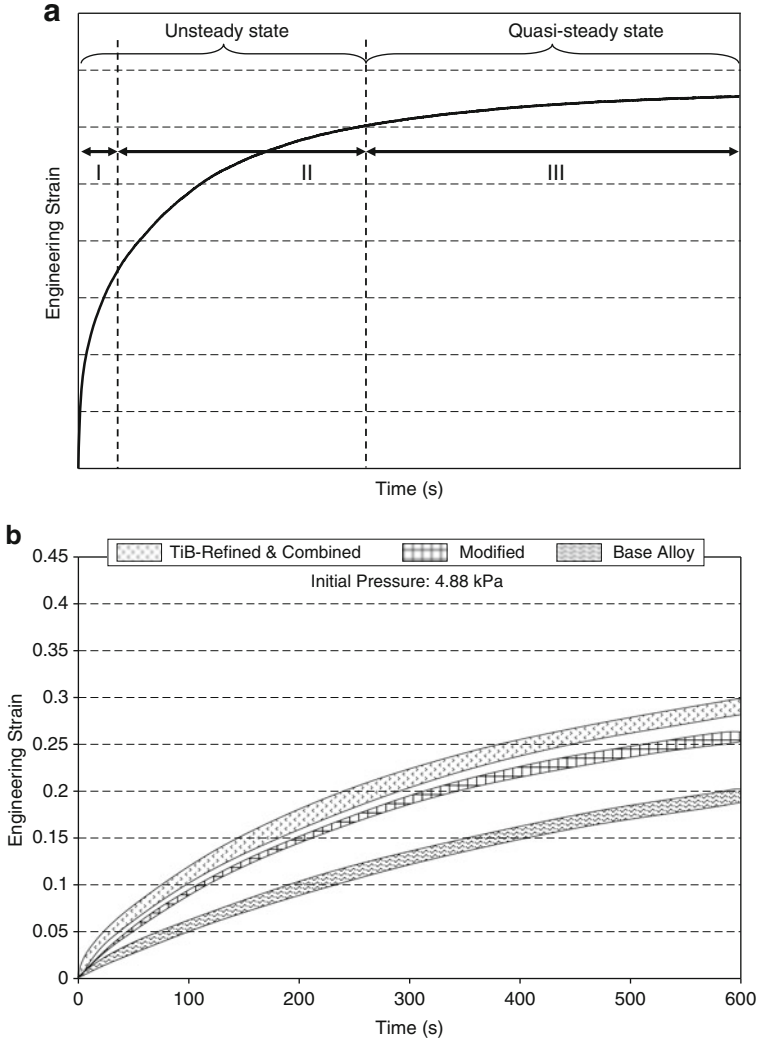 a
Unsteady state
Quasi-steady state
I
II
III
Engineering Strain
Time (s)
b
TiB-Refined & Combined
Modified
Base Alloy
Initial Pressure: 4.88 kPa
0.45
0.4
0.35
0.3
0.25
0.2
0.15
0.1
0.05
0
Engineering Strain
0
100
200
300
400
500
600
Time (s)